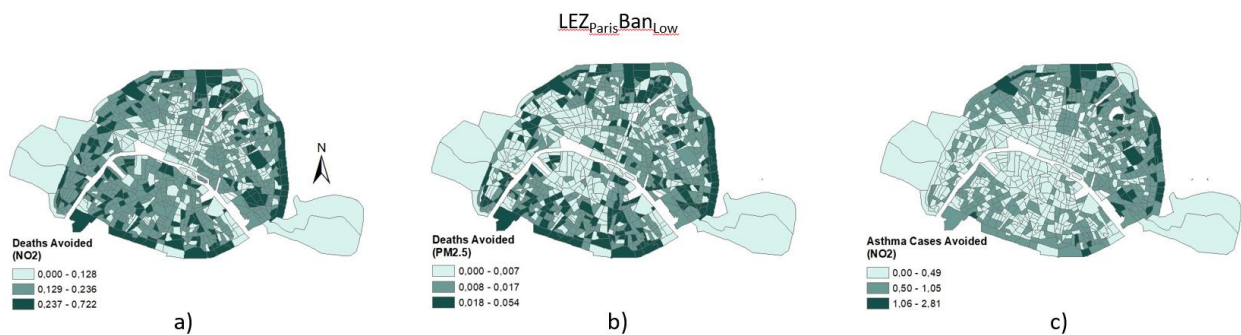 LEZParisBanLow
N
Deaths Avoided
(NO2)
0,000 - 0,128
0,129 - 0,236
0,237 - 0,722
a)
Deaths Avoided
(PM2.5)
0,000 - 0,007
0,008 - 0,017
0,018 - 0,054
b)
Asthma Cases Avoided
(NO2)
0,00 - 0,49
0,50 - 1,05
1,06 - 2,81
c)